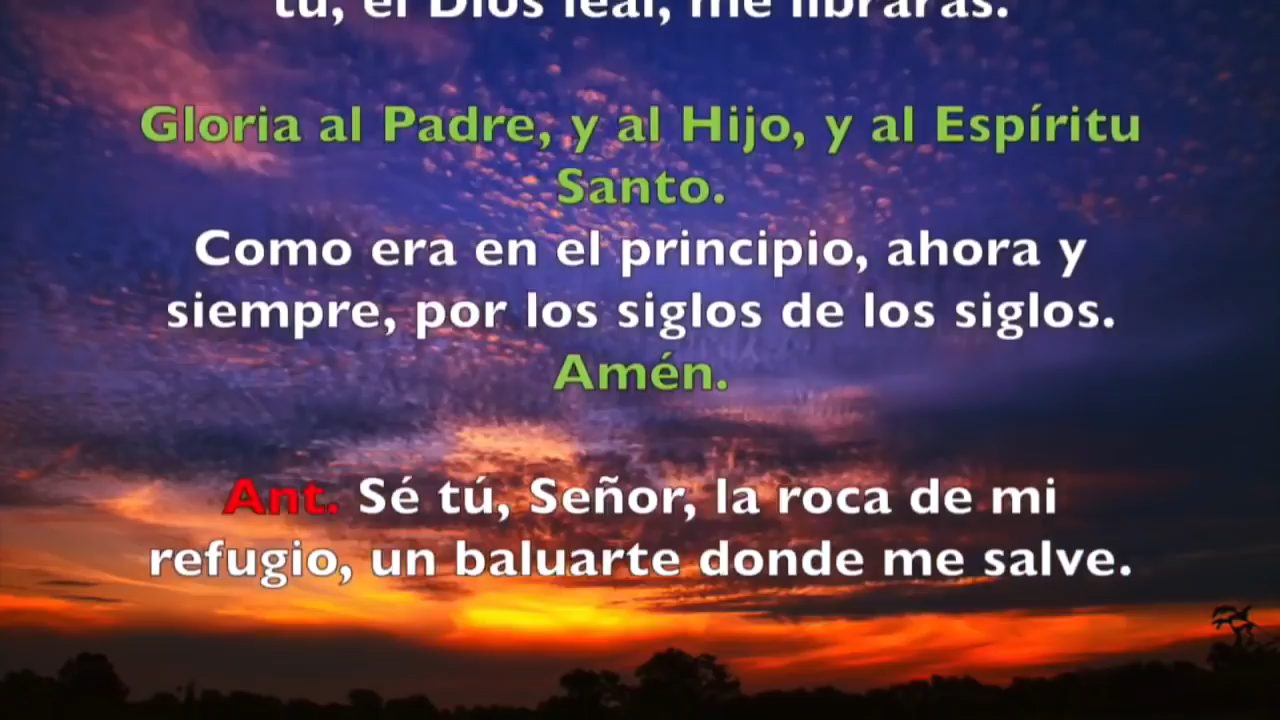 tú, el Dios leal, me librarás.
Gloria al Padre, y al Hijo, y al Espíritu
Santo.
Como era en el principio, ahora y
siempre, por los siglos de los siglos.
Amén.
Ant. Sé tú, Señor, la roca de mi
refugio, un baluarte donde me salve.